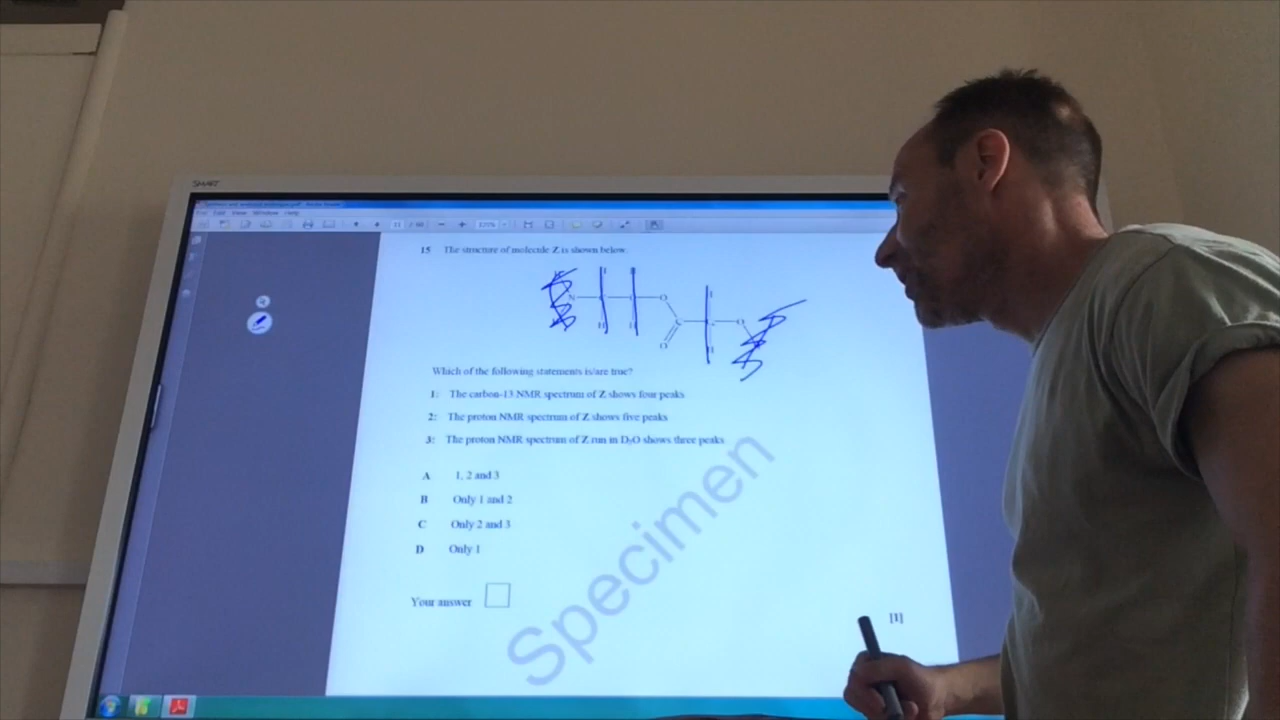 SMART
15 The structure of molecule Z is shown below.
N O
C O
O
Which of the following statements is/are true?
1: The carbon-13 NMR spectrum of Z shows four peaks
2: The proton NMR spectrum of Z shows five peaks
3: The proton NMR spectrum of Z run in D₂O shows three peaks
A 1, 2 and 3
B Only 1 and 2
C Only 2 and 3
D Only 1
Your answer
[1]
Specimen